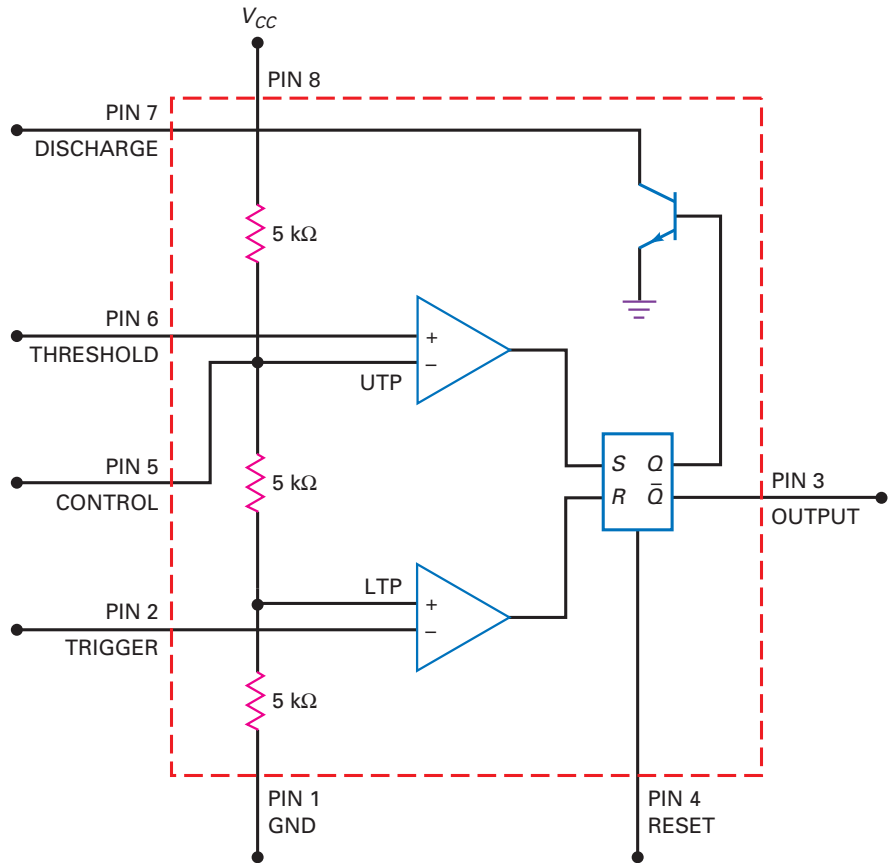 V_CC
PIN 8
PIN 7
DISCHARGE
5 kΩ
PIN 6
THRESHOLD
+
−
UTP
PIN 5
CONTROL
5 kΩ
S Q
R Q̄
PIN 3
OUTPUT
LTP
+
−
PIN 2
TRIGGER
5 kΩ
PIN 1
GND
PIN 4
RESET